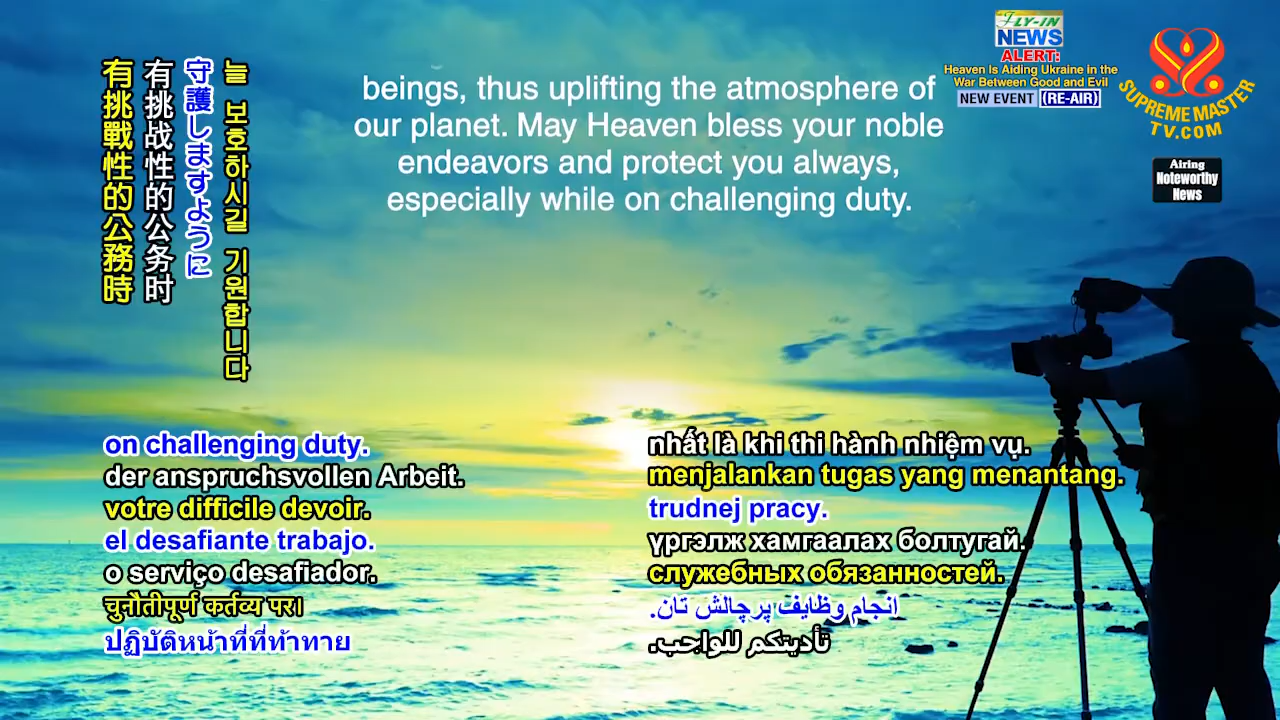 beings, thus uplifting the atmosphere of
our planet. May Heaven bless your noble
endeavors and protect you always,
especially while on challenging duty.
FLY-IN
NEWS
ALERT:
Heaven Is Aiding Ukraine in the
War Between Good and Evil
NEW EVENT (RE-AIR)
SUPREME MASTER
TV.COM
Airing
Noteworthy
News
有挑戰性的公務時
有挑战性的公务时
守護しますように
늘 보호하시길 기원합니다
on challenging duty.
der anspruchsvollen Arbeit.
votre difficile devoir.
el desafiante trabajo.
o serviço desafiador.
चुनौतीपूर्ण कर्तव्य पर।
ปฏิบัติหน้าที่ที่ท้าทาย
nhất là khi thi hành nhiệm vụ.
menjalankan tugas yang menantang.
trudnej pracy.
үргэлж хамгаалах болтугай.
служебных обязанностей.
انجام وظایف پرچالش تان.
تأديتكم للواجب.